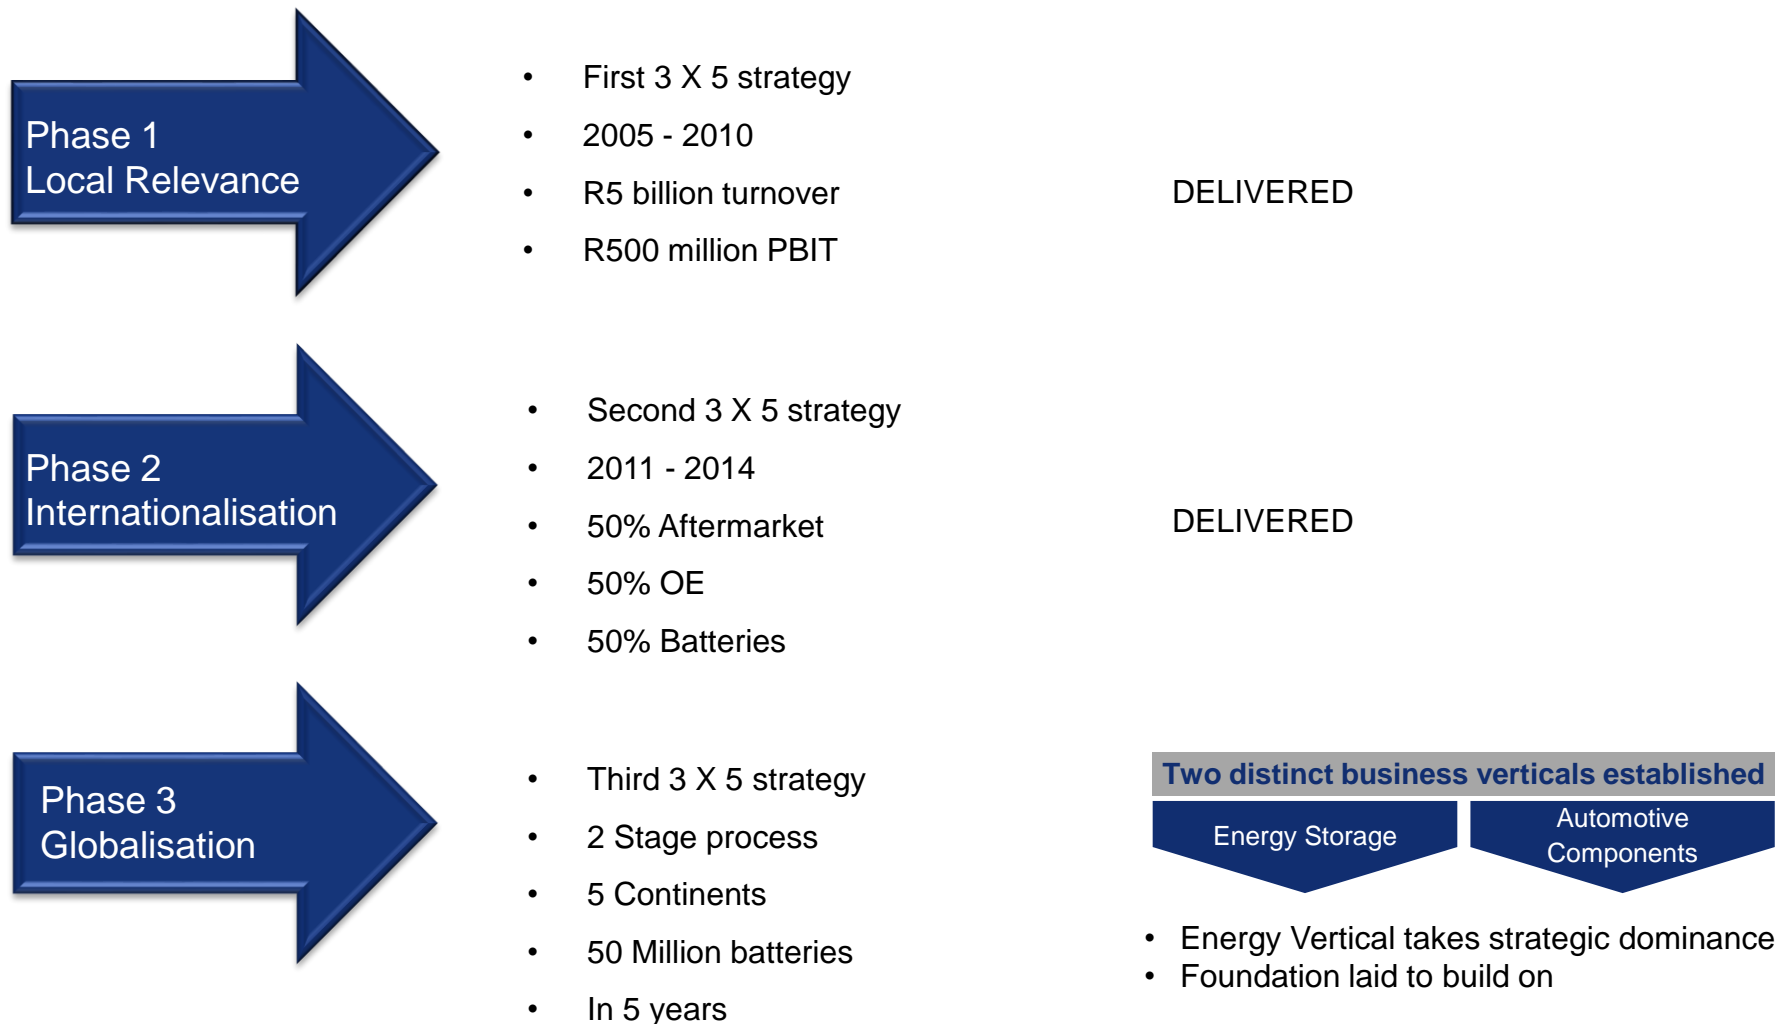 Phase 1
Local Relevance
• First 3 X 5 strategy
• 2005 - 2010
• R5 billion turnover
• R500 million PBIT
DELIVERED
Phase 2
Internationalisation
• Second 3 X 5 strategy
• 2011 - 2014
• 50% Aftermarket
• 50% OE
• 50% Batteries
DELIVERED
Phase 3
Globalisation
• Third 3 X 5 strategy
• 2 Stage process
• 5 Continents
• 50 Million batteries
• In 5 years
Two distinct business verticals established
Energy Storage
Automotive
Components
• Energy Vertical takes strategic dominance
• Foundation laid to build on